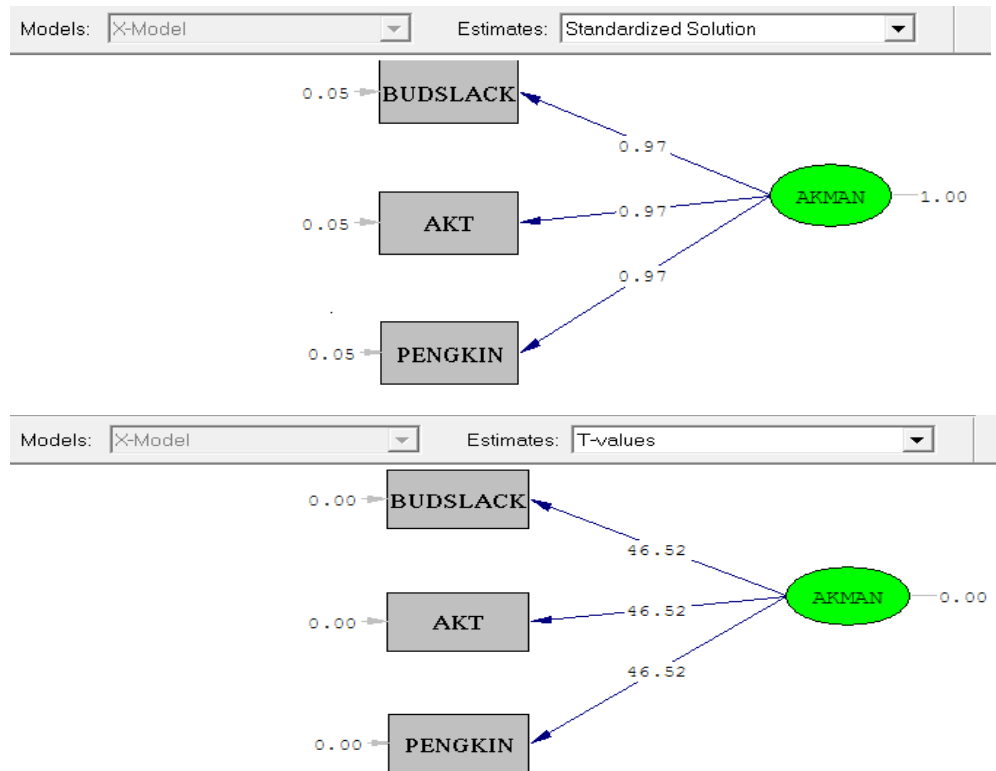 Models: X-Model Estimates: Standardized Solution
0.05 BUDSLACK
0.97
0.05 AKT 0.97 AKMAN 1.00
0.97
0.05 PENGKIN
Models: X-Model Estimates: T-values
0.00 BUDSLACK
46.52
0.00 AKT 46.52 AKMAN 0.00
46.52
0.00 PENGKIN